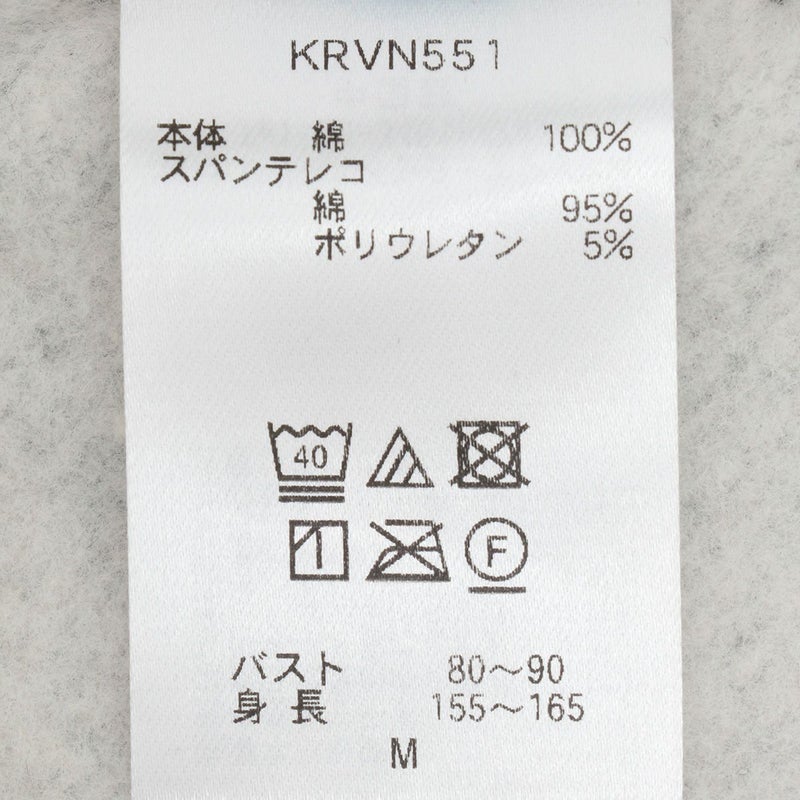 KRVN551
本体 綿 100%
スパンテレコ
綿 95%
ポリウレタン 5%
40
F
バスト 80～90
身長 155～165
M